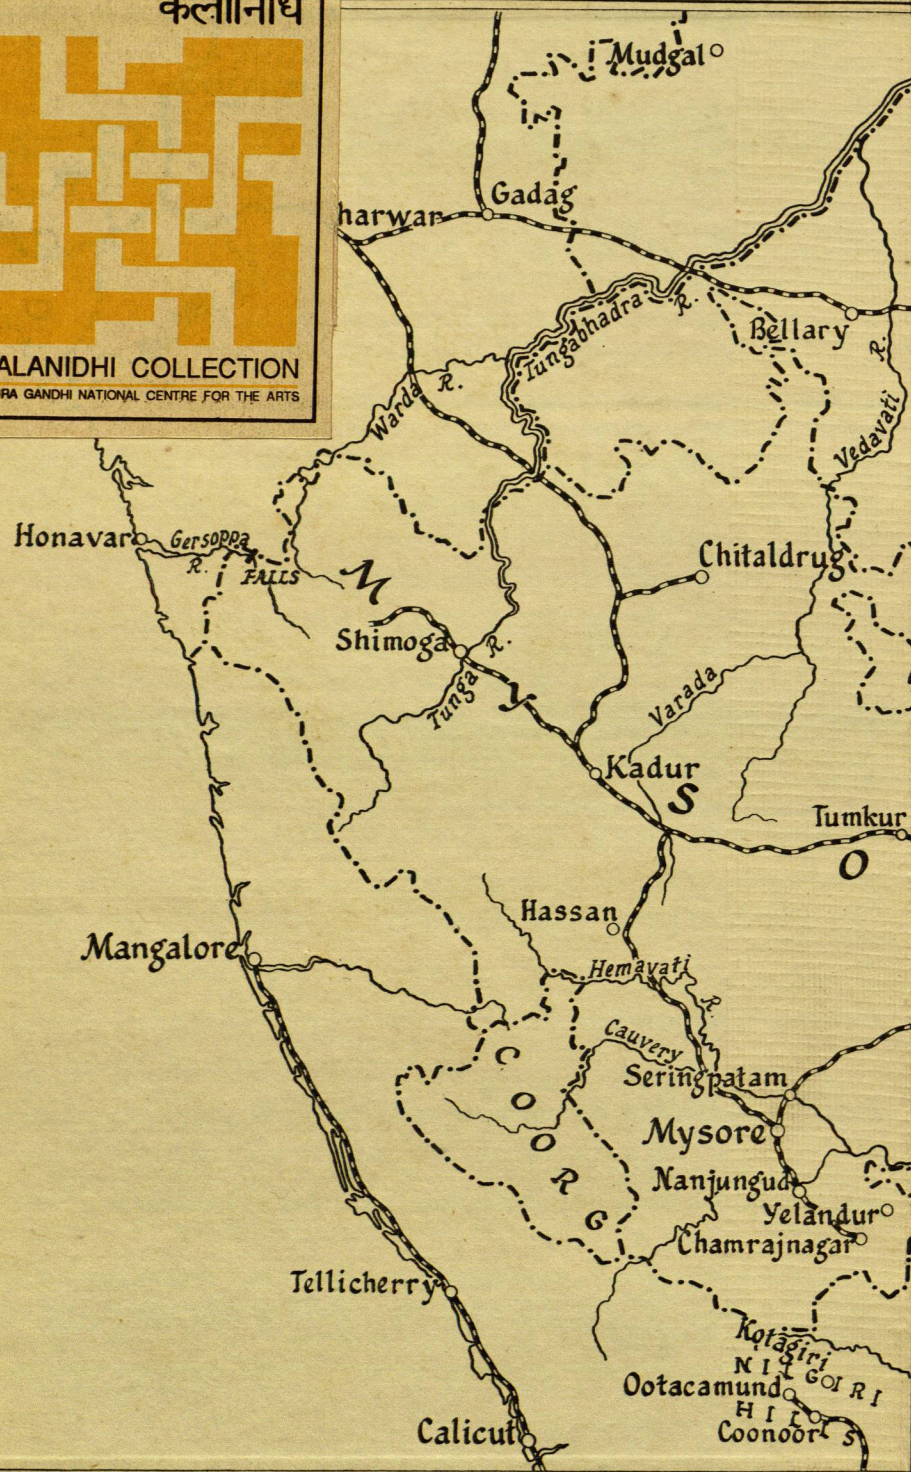 कलानिधि
ALANIDHI COLLECTION
RA GANDHI NATIONAL CENTRE FOR THE ARTS
Mudgal
Gadag
harwar
Tungabhadra R.
Bellary
Warda R.
Vedavati R.
Honavar
Gersoppa R.
FALLS
Chitaldrug
M Y S O
Shimoga
Tunga R.
Varada
Kadur
Tumkur
Hassan
Mangalore
Hemavati R.
Cauvery
Seringpatam
C O O R G
Mysore
Nanjungud
Yelandur
Chamrajnagar
Tellicherry
Kotagiri
NILGIRI
Ootacamund
HILLS
Coonoor
Calicut